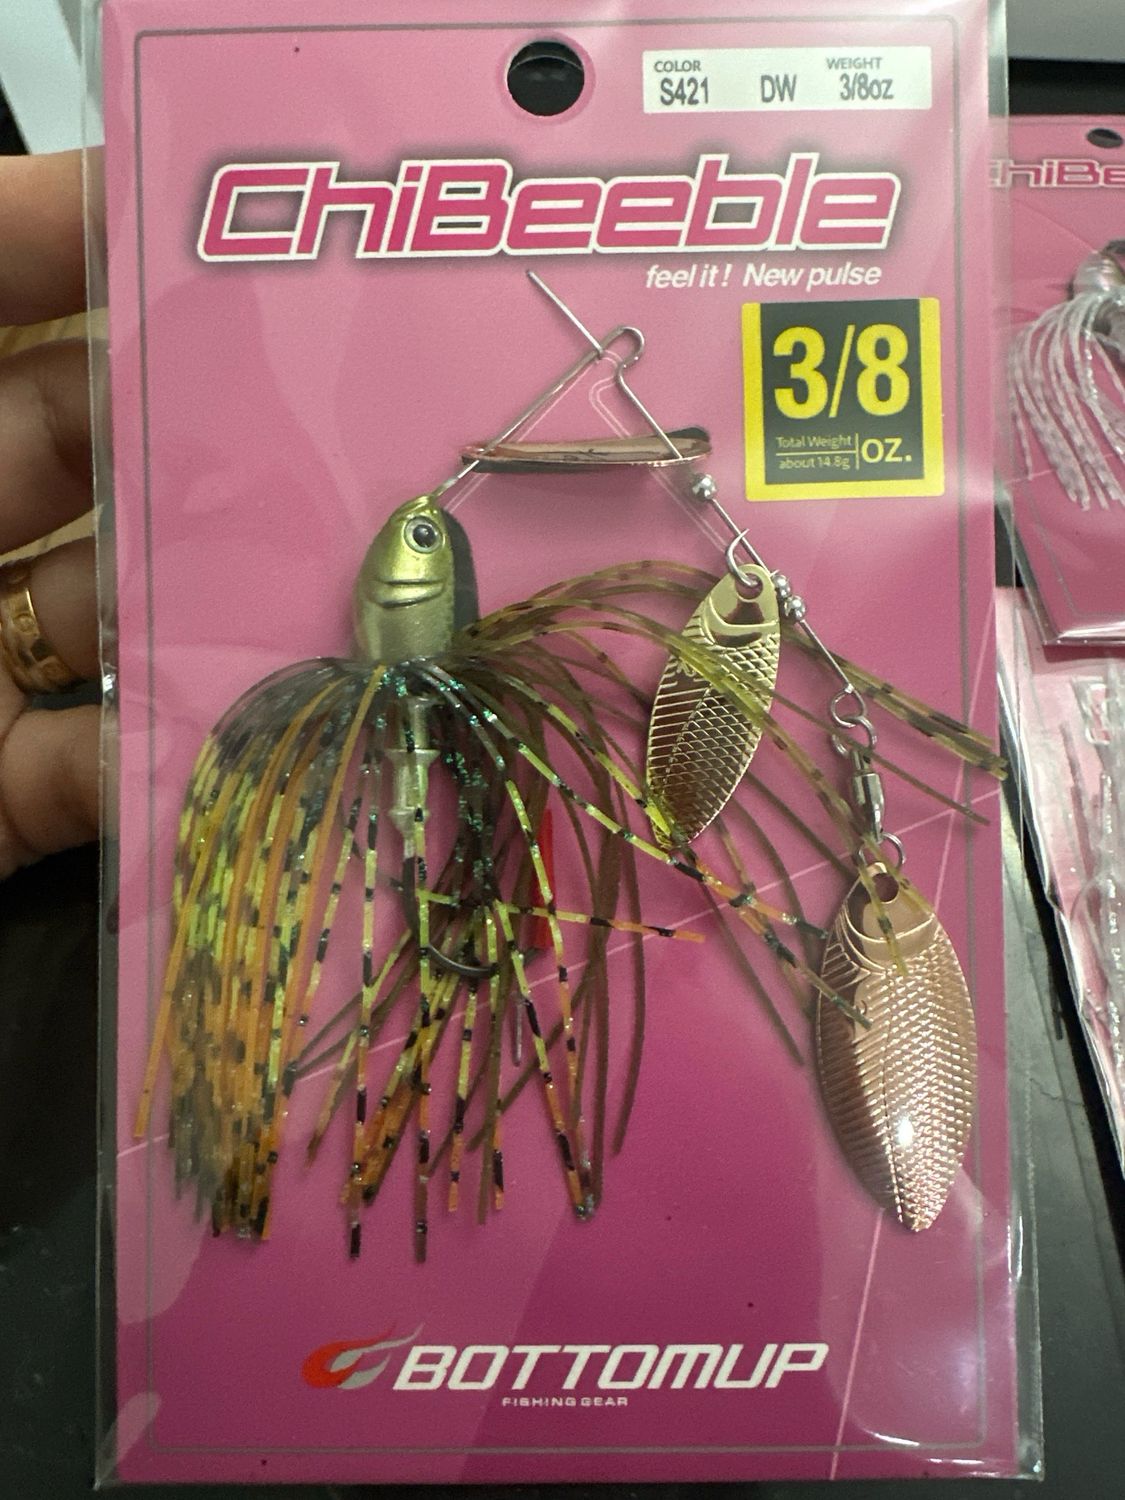 COLOR
S421 DW
WEIGHT
3/8oz
ChiBeeble
feel it! New pulse
3/8
Total Weight
about 14.8g
OZ.
BOTTOMUP
FISHING GEAR
ChiBe